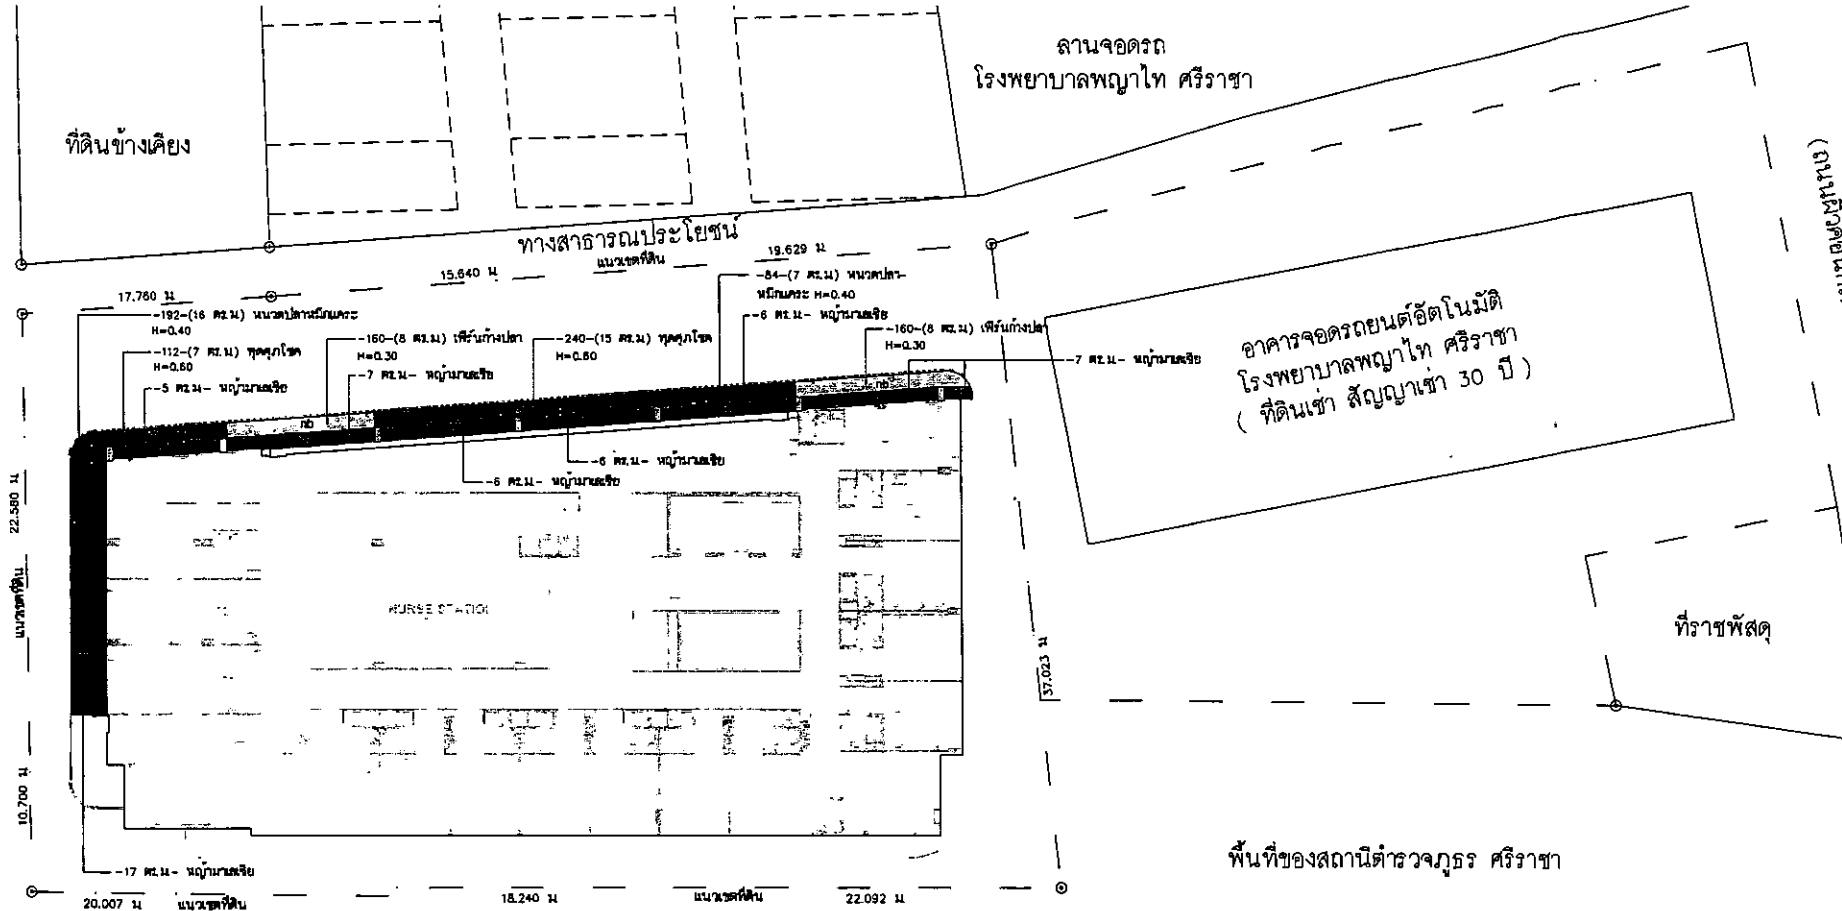 ลานจอดรถ
โรงพยาบาลพญาไท ศรีราชา
ที่ดินข้างเคียง
ทางสาธารณประโยชน์
19.629 ม
แนวเขตที่ดิน
15.640 ม
17.760 ม
-84-(7 ตร.ม) หนวดปลา-
หมึกแคระ H=0.40
-192-(16 ตร.ม) หนวดปลาหมึกแคระ
H=0.40
-6 ตร.ม- หญ้ามาเลเซีย
-160-(8 ตร.ม) เฟิร์นก้างปลา
H=0.30
-240-(15 ตร.ม) พุดศุภโชค
H=0.60
-160-(8 ตร.ม) เฟิร์นก้างปลา
H=0.30
-112-(7 ตร.ม) พุดศุภโชค
H=0.60
-7 ตร.ม- หญ้ามาเลเซีย
-7 ตร.ม- หญ้ามาเลเซีย
-5 ตร.ม- หญ้ามาเลเซีย
อาคารจอดรถยนต์อัตโนมัติ
โรงพยาบาลพญาไท ศรีราชา
( ที่ดินเช่า สัญญาเช่า 30 ปี )
-6 ตร.ม- หญ้ามาเลเซีย
-6 ตร.ม- หญ้ามาเลเซีย
22.580 ม
แนวเขตที่ดิน
NURSE STATION
ที่ราชพัสดุ
37.023 ม
10.700 ม
พื้นที่ของสถานีตำรวจภูธร ศรีราชา
-17 ตร.ม- หญ้ามาเลเซีย
20.007 ม
แนวเขตที่ดิน
18.240 ม
แนวเขตที่ดิน
22.092 ม